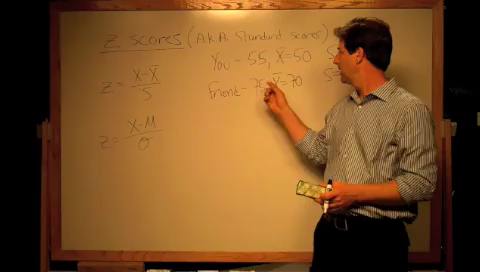 Z scores (A.K.A. Standard scores)
You - 55, X̄=50
Friend - 75, X̄=70
Z = X-X̄ / S
Z = X-M / σ